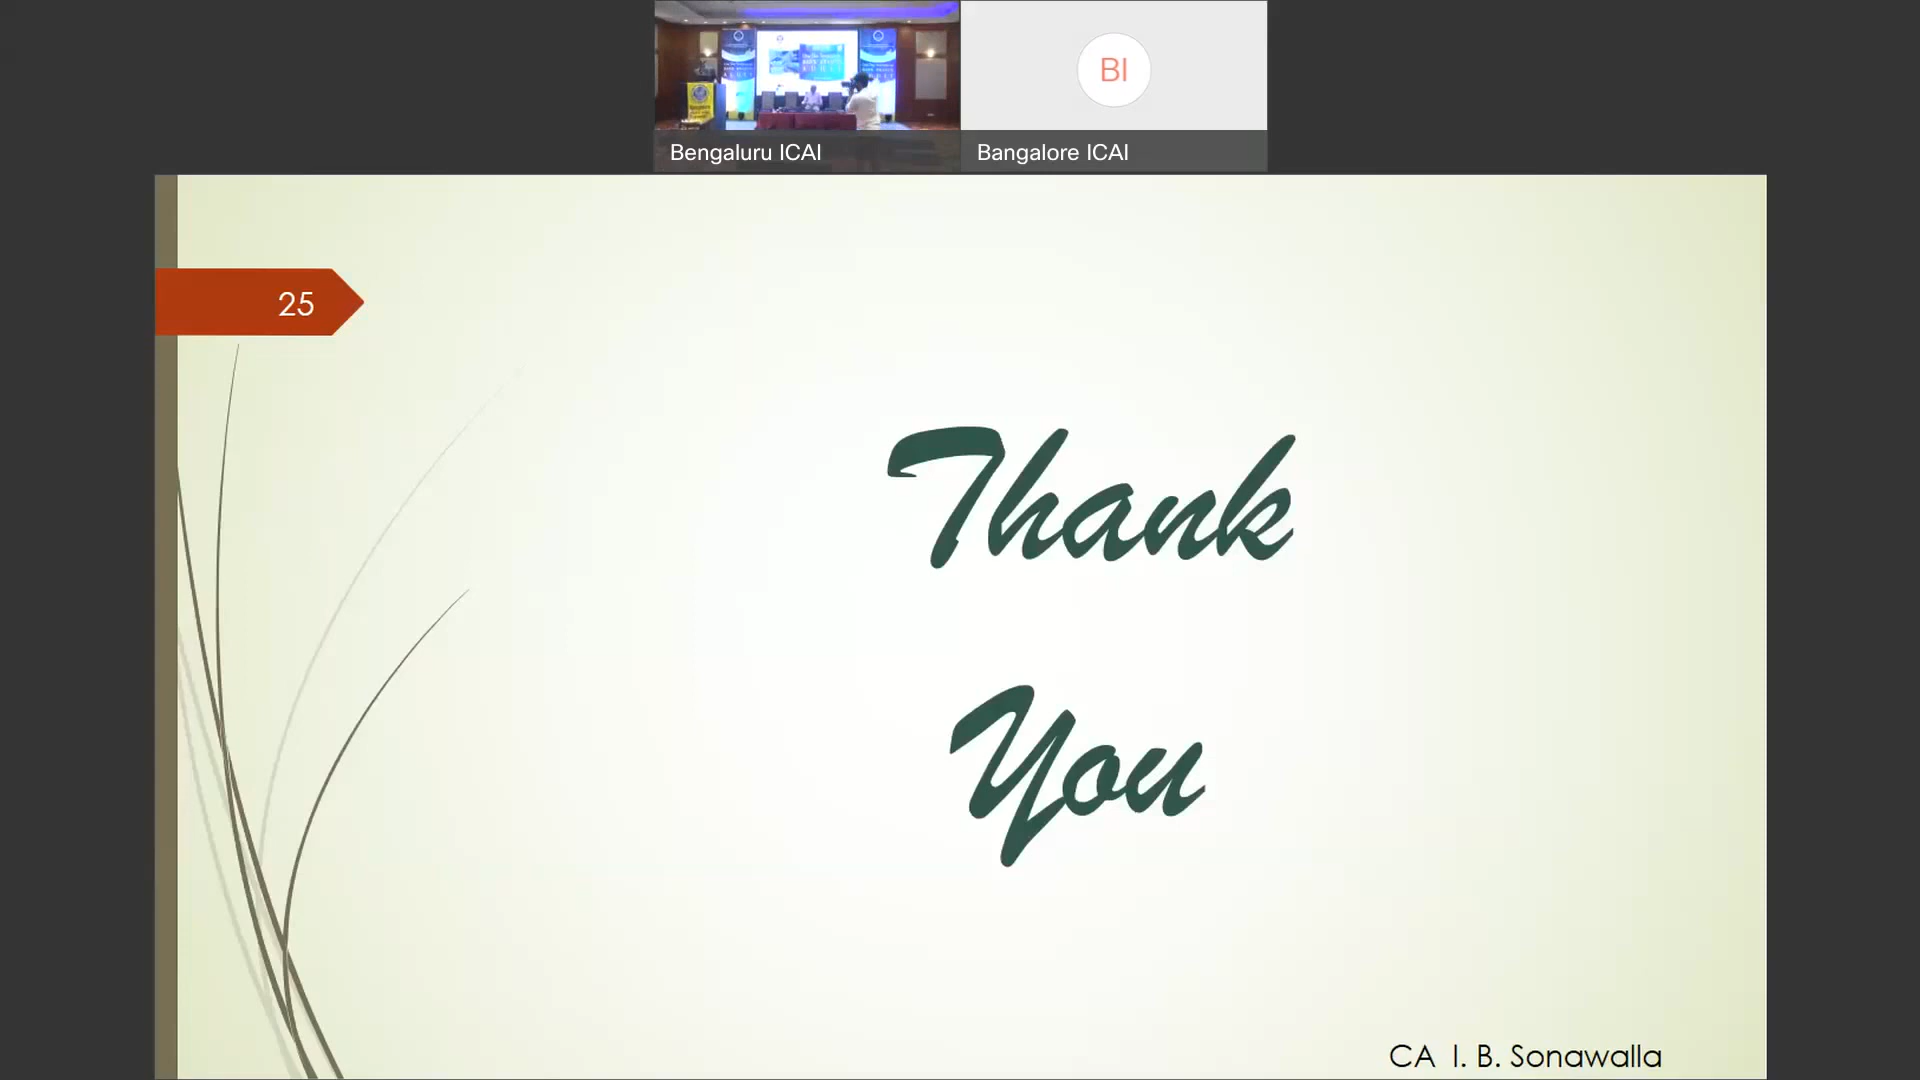 BI
Bengaluru ICAI
Bangalore ICAI
25
Thank
You
CA I. B. Sonawalla